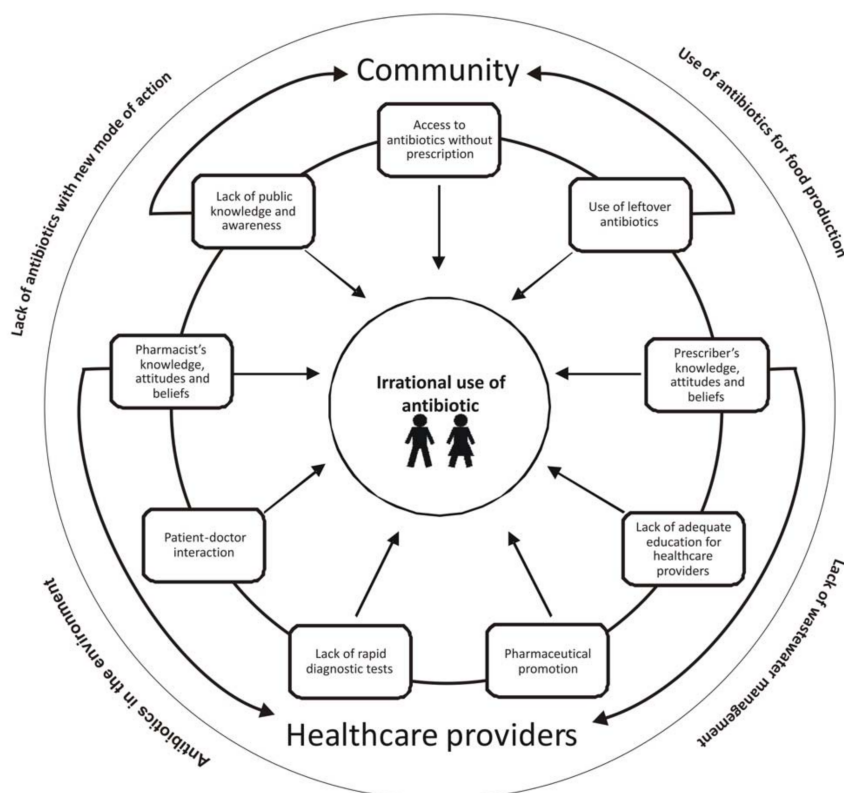 Community
Lack of antibiotics with new mode of action
Use of antibiotics for food production
Access to
antibiotics without
prescription
Lack of public
knowledge and
awareness
Use of leftover
antibiotics
Pharmacist's
knowledge,
attitudes and
beliefs
Irrational use of
antibiotic
Prescriber's
knowledge,
attitudes and
beliefs
Patient-doctor
interaction
Lack of adequate
education for
healthcare
providers
Lack of rapid
diagnostic tests
Pharmaceutical
promotion
Antibiotics in the environment
Lack of wastewater management
Healthcare providers